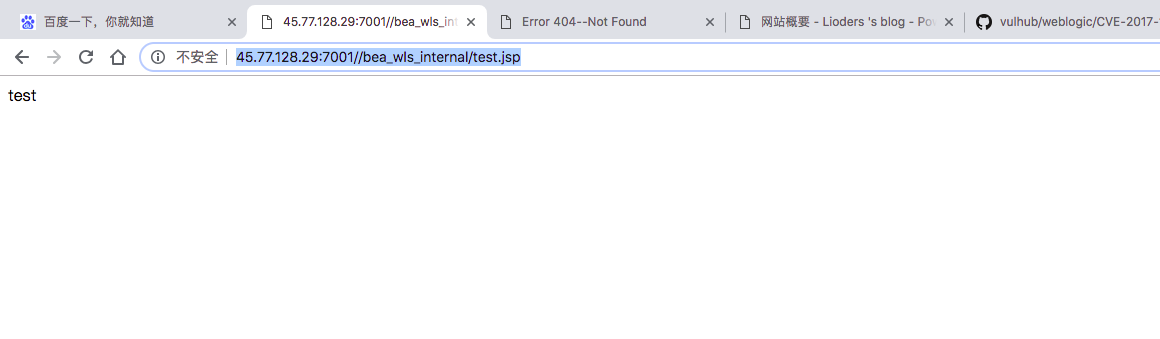 百度一下，你就知道
45.77.128.29:7001//bea_wls_int
Error 404--Not Found
网站概要 - Lioders 's blog - Pow
vulhub/weblogic/CVE-2017-
不安全
45.77.128.29:7001//bea_wls_internal/test.jsp
test